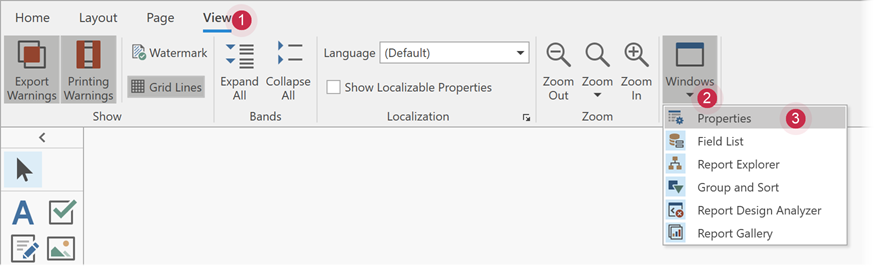 Home Layout Page View 1
Export Warnings
Printing Warnings
Watermark
Grid Lines
Show
Expand All
Collapse All
Bands
Language (Default)
Show Localizable Properties
Localization
Zoom Out
Zoom
Zoom In
Zoom
Windows
2
Properties 3
Field List
Report Explorer
Group and Sort
Report Design Analyzer
Report Gallery
A